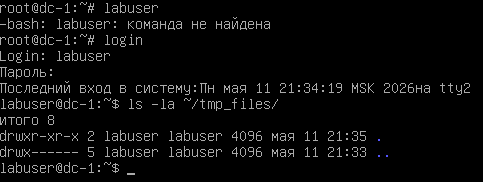 root@dc-1:~# labuser
-bash: labuser: команда не найдена
root@dc-1:~# login
Login: labuser
Пароль:
Последний вход в систему:Пн мая 11 21:34:19 MSK 2026на tty2
labuser@dc-1:~$ ls -la ~/tmp_files/
итого 8
drwxr-xr-x 2 labuser labuser 4096 мая 11 21:35 .
drwx------ 5 labuser labuser 4096 мая 11 21:33 ..
labuser@dc-1:~$ _